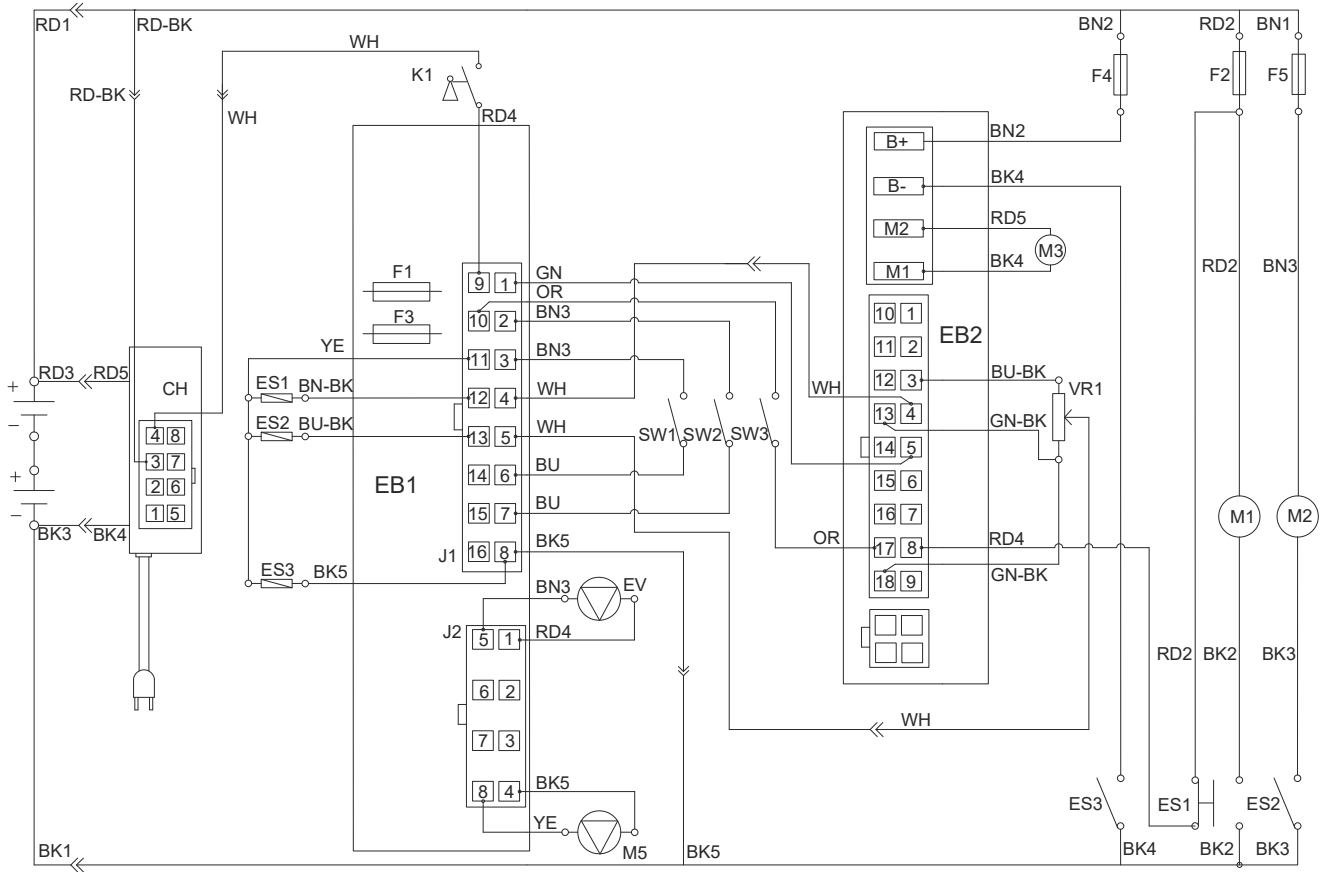 RD1 RD-BK BN2 RD2 BN1
WH
K1 F4 F2 F5
RD-BK
WH RD4
B+ BN2
B- BK4
M2 RD5
M3
M1 BK4
RD2 BN3
F1 9 1 GN
OR
F3 10 2 BN3
10 1
EB2
11 2
YE 11 3 BN3
RD3 RD5 CH
12 3 BU-BK VR1
+ ES1 BN-BK 12 4 WH
WH 13 4
GN-BK
−
ES2 BU-BK 13 5 WH
4 8
SW1 SW2 SW3
14 5
3 7
+
EB1
14 6 BU
15 6
2 6
−
15 7 BU
16 7
1 5
M1 M2
BK3 BK4
J1 16 8 BK5
OR 17 8 RD4
ES3 BK5
18 9 GN-BK
BN3 EV
J2 5 1 RD4
RD2 BK2 BK3
6 2
WH
7 3
8 4 BK5
ES3 ES1 ES2
YE M5
BK1 BK5 BK4 BK2 BK3